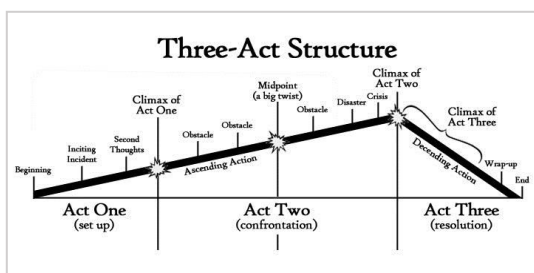 Three-Act Structure
Climax of
Act Two
Midpoint
(a big twist)
Climax of
Act One
Crisis
Disaster
Obstacle
Climax of
Act Three
Obstacle
Obstacle
Second
Thoughts
Inciting
Incident
Beginning
Ascending Action
Decending Action
Wrap-up
End
Act One
(set up)
Act Two
(confrontation)
Act Three
(resolution)